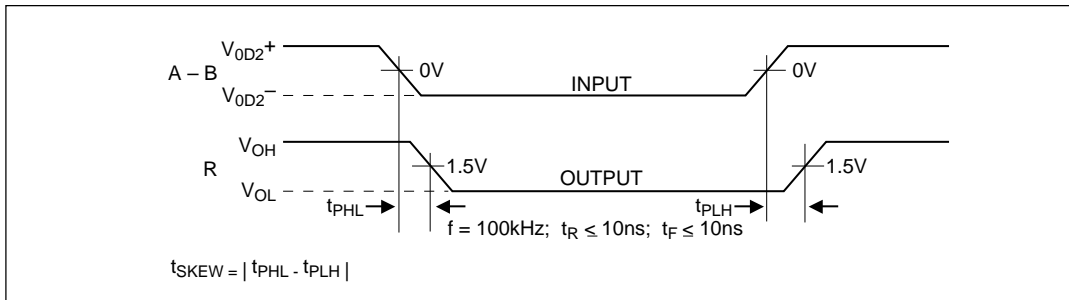 V0D2+
A – B
0V
0V
V0D2–
INPUT
VOH
R
1.5V
1.5V
VOL
OUTPUT
tPHL
tPLH
f = 100kHz; tR ≤ 10ns; tF ≤ 10ns
tSKEW = | tPHL - tPLH |